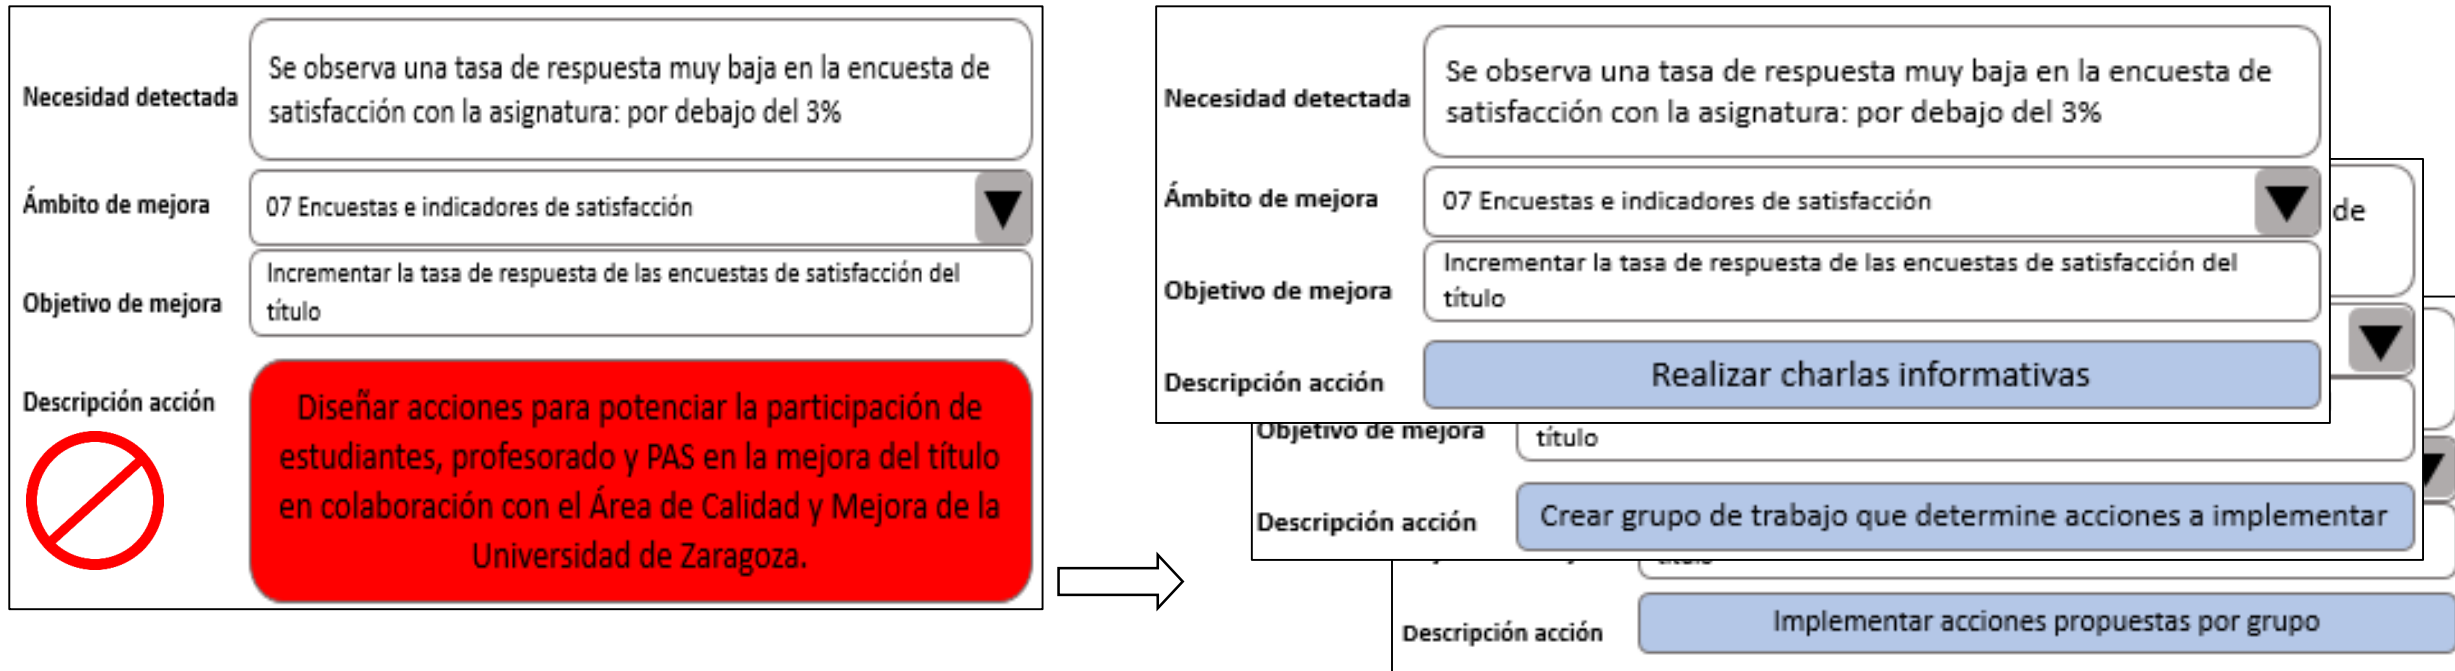 Necesidad detectada
Se observa una tasa de respuesta muy baja en la encuesta de
satisfacción con la asignatura: por debajo del 3%
Ámbito de mejora
07 Encuestas e indicadores de satisfacción
Objetivo de mejora
Incrementar la tasa de respuesta de las encuestas de satisfacción del
título
Descripción acción
Diseñar acciones para potenciar la participación de
estudiantes, profesorado y PAS en la mejora del título
en colaboración con el Área de Calidad y Mejora de la
Universidad de Zaragoza.
Necesidad detectada
Se observa una tasa de respuesta muy baja en la encuesta de
satisfacción con la asignatura: por debajo del 3%
Ámbito de mejora
07 Encuestas e indicadores de satisfacción
Objetivo de mejora
Incrementar la tasa de respuesta de las encuestas de satisfacción del
título
Descripción acción
Realizar charlas informativas
de
Objetivo de mejora
título
Descripción acción
Crear grupo de trabajo que determine acciones a implementar
Descripción acción
Implementar acciones propuestas por grupo